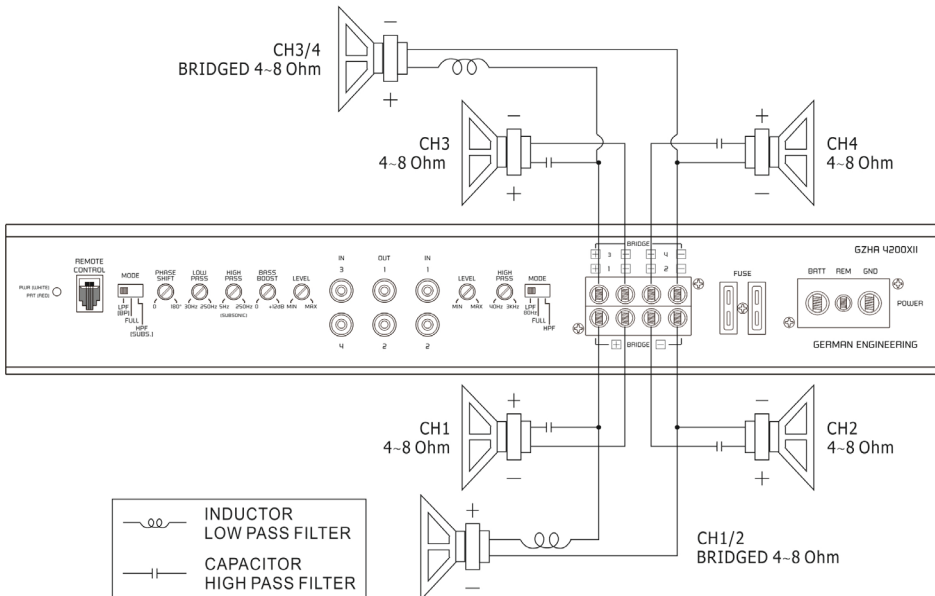 CH3/4
BRIDGED 4~8 Ohm
CH3
4~8 Ohm
CH4
4~8 Ohm
GZHA 4200XII
REMOTE
CONTROL
PWR (WHITE)
PRT (RED)
MODE
LPF
(BP)
FULL
HPF
(SUBS.)
PHASE
SHIFT
0 180°
LOW
PASS
30Hz 250Hz
HIGH
PASS
5Hz 250Hz
(SUBSONIC)
BASS
BOOST
0 +12dB
LEVEL
MIN MAX
IN OUT IN
3 1 1
4 2 2
LEVEL
MIN MAX
HIGH
PASS
40Hz 3KHz
MODE
LPF
80Hz
FULL
HPF
BRIDGE
+ 3 - + 4 -
+ 1 - + 2 -
+ BRIDGE -
FUSE
BATT REM GND
POWER
GERMAN ENGINEERING
CH1
4~8 Ohm
CH2
4~8 Ohm
CH1/2
BRIDGED 4~8 Ohm
INDUCTOR
LOW PASS FILTER
CAPACITOR
HIGH PASS FILTER